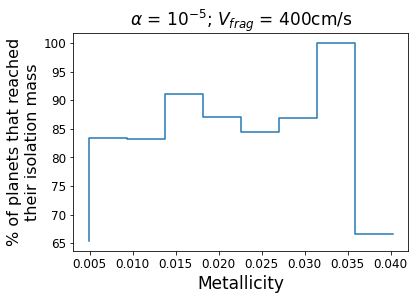 α = 10⁻⁵; V_frag = 400cm/s
% of planets that reached
their isolation mass
100
95
90
85
80
75
70
65
0.005 0.010 0.015 0.020 0.025 0.030 0.035 0.040
Metallicity